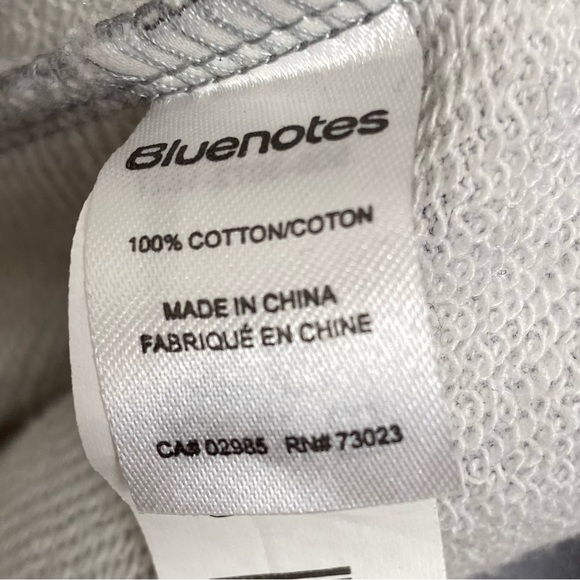 Bluenotes
100% COTTON/COTON
MADE IN CHINA
FABRIQUÉ EN CHINE
CA# 02985 RN# 73023